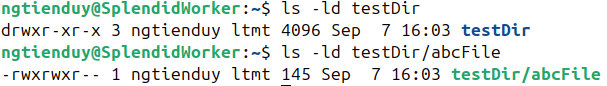 ngtienduy@SplendidWorker:~$ ls -ld testDir
drwxr-xr-x 3 ngtienduy ltmt 4096 Sep  7 16:03 testDir
ngtienduy@SplendidWorker:~$ ls -ld testDir/abcFile
-rwxrwxr-- 1 ngtienduy ltmt 145 Sep  7 16:03 testDir/abcFile